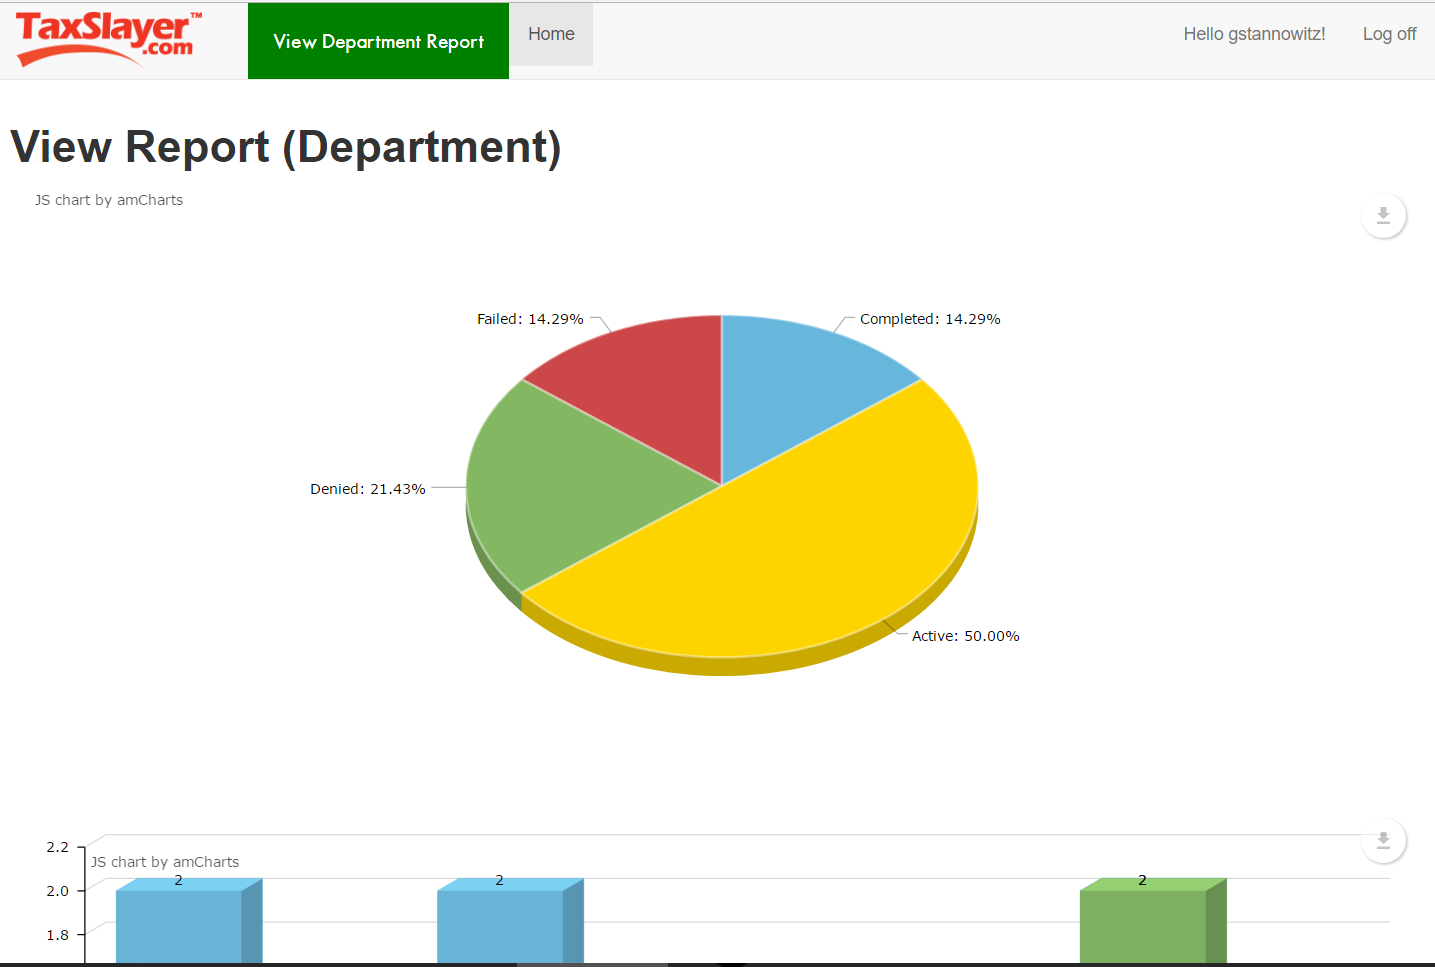 TaxSlayer™
.com
View Department Report
Home
Hello gstannowitz!
Log off
View Report (Department)
JS chart by amCharts
Failed: 14.29%
Completed: 14.29%
Denied: 21.43%
Active: 50.00%
2.2
JS chart by amCharts
2
2
2
2.0
1.8